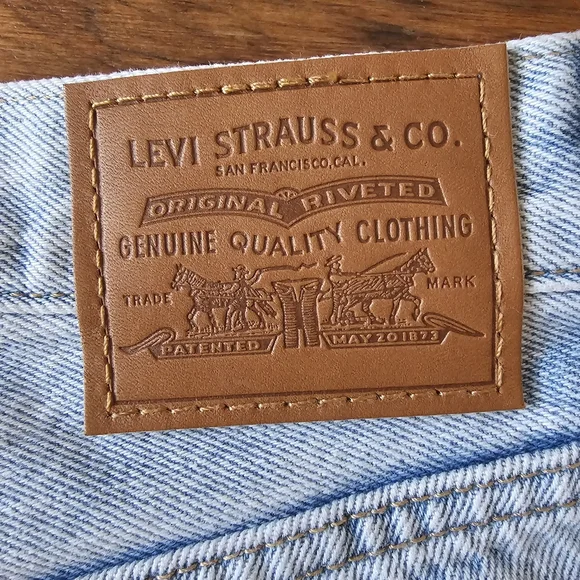 LEVI STRAUSS & CO.
SAN FRANCISCO, CAL.
ORIGINAL RIVETED
GENUINE QUALITY CLOTHING
TRADE MARK
PATENTED MAY 20 1873